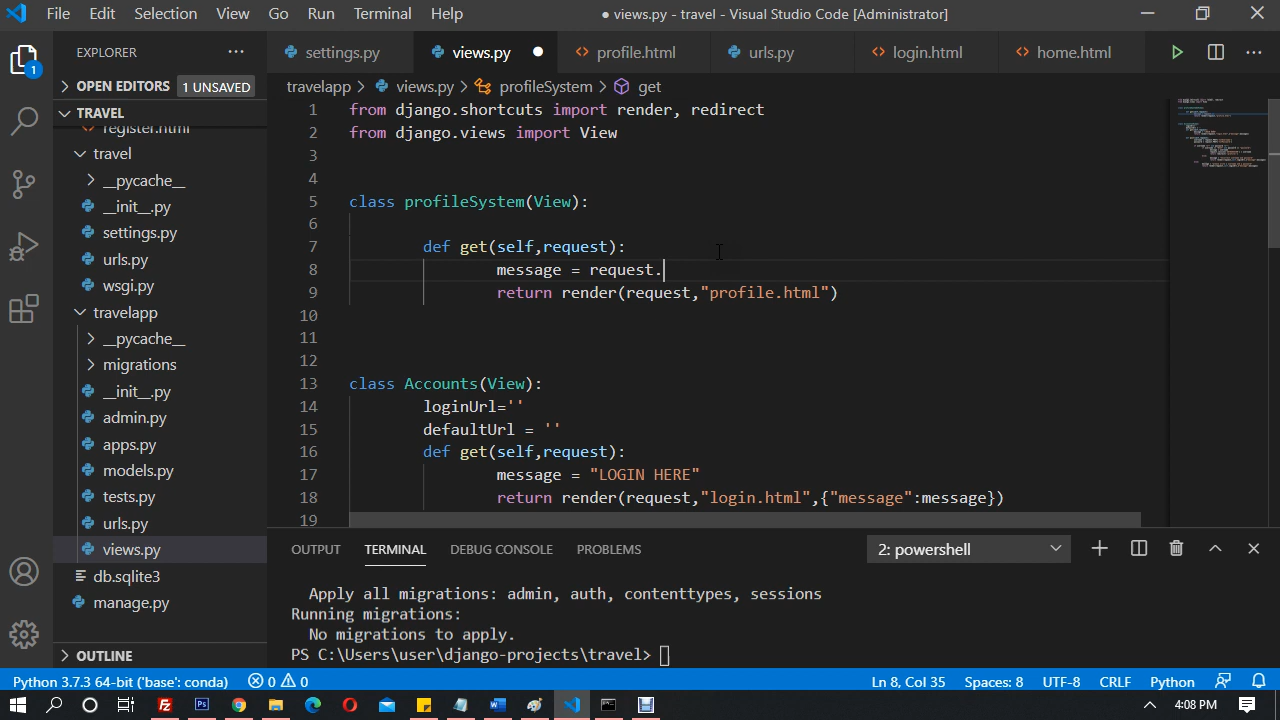 File Edit Selection View Go Run Terminal Help
● views.py - travel - Visual Studio Code [Administrator]
EXPLORER
settings.py
views.py
profile.html
urls.py
login.html
home.html
1
OPEN EDITORS
1 UNSAVED
travelapp > views.py > profileSystem > get
TRAVEL
register.html
travel
__pycache__
__init__.py
settings.py
urls.py
wsgi.py
travelapp
__pycache__
migrations
__init__.py
admin.py
apps.py
models.py
tests.py
urls.py
views.py
db.sqlite3
manage.py
OUTLINE
1 from django.shortcuts import render, redirect
2 from django.views import View
3
4
5 class profileSystem(View):
6
7 def get(self,request):
8 message = request.
9 return render(request,"profile.html")
10
11
12
13 class Accounts(View):
14 loginUrl=''
15 defaultUrl = ''
16 def get(self,request):
17 message = "LOGIN HERE"
18 return render(request,"login.html",{"message":message})
19
OUTPUT TERMINAL DEBUG CONSOLE PROBLEMS
2: powershell
Apply all migrations: admin, auth, contenttypes, sessions
Running migrations:
No migrations to apply.
PS C:\Users\user\django-projects\travel>
Python 3.7.3 64-bit ('base': conda) 0 0
Ln 8, Col 35 Spaces: 8 UTF-8 CRLF Python
4:08 PM